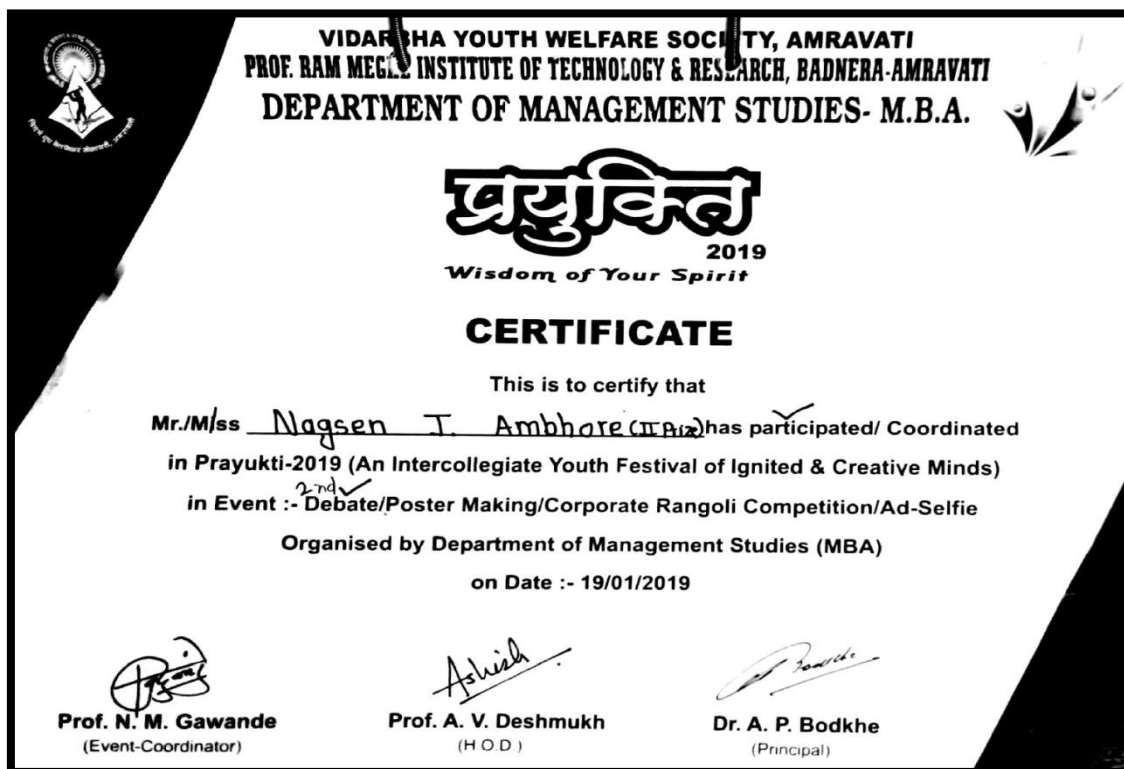 VIDARBHA YOUTH WELFARE SOCIETY, AMRAVATI
PROF. RAM MEGHE INSTITUTE OF TECHNOLOGY & RESEARCH, BADNERA-AMRAVATI
DEPARTMENT OF MANAGEMENT STUDIES- M.B.A.
प्रयुक्ति
2019
Wisdom of Your Spirit
CERTIFICATE
This is to certify that
Mr./M/ss Nagsen T. Ambhore has participated/ Coordinated
in Prayukti-2019 (An Intercollegiate Youth Festival of Ignited & Creative Minds)
2nd
in Event :- Debate/Poster Making/Corporate Rangoli Competition/Ad-Selfie
Organised by Department of Management Studies (MBA)
on Date :- 19/01/2019
Ashish
Bodkhe
Prof. N. M. Gawande
(Event-Coordinator)
Prof. A. V. Deshmukh
(H.O.D.)
Dr. A. P. Bodkhe
(Principal)